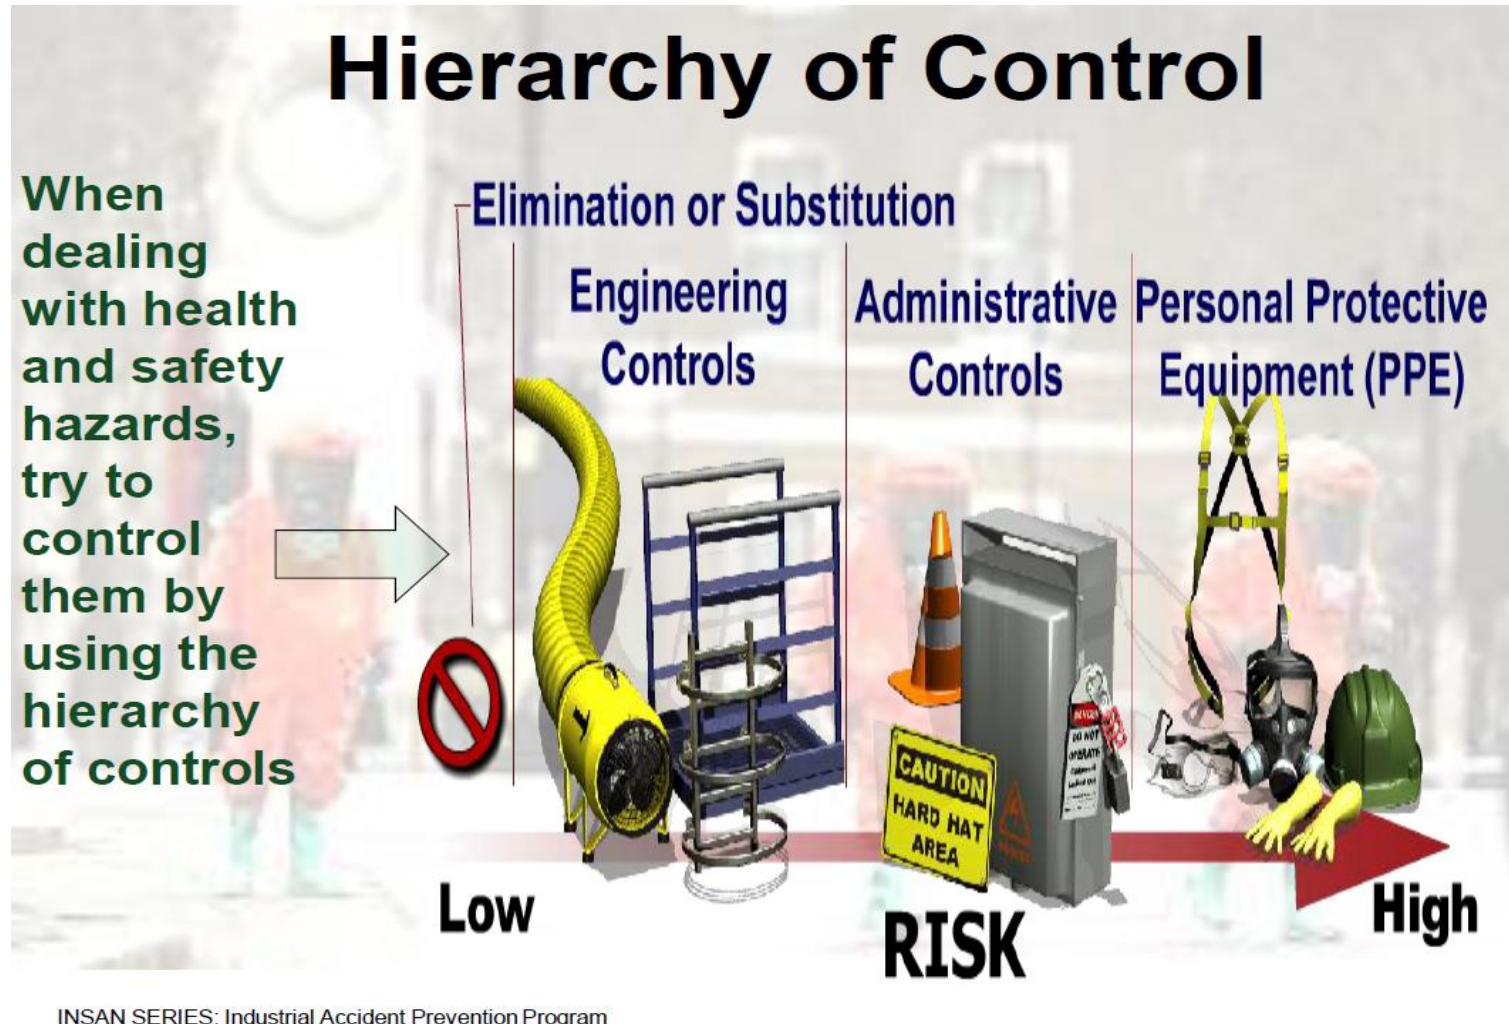 Hierarchy of Control
When
dealing
with health
and safety
hazards,
try to
control
them by
using the
hierarchy
of controls
Elimination or Substitution
Engineering
Controls
Administrative
Controls
Personal Protective
Equipment (PPE)
CAUTION
HARD HAT
AREA
DANGER
DO NOT
OPERATE
Low
RISK
High
INSAN SERIES: Industrial Accident Prevention Program